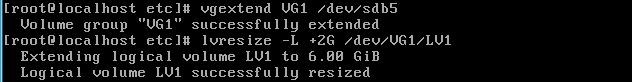 [root@localhost etc]# vgextend VG1 /dev/sdb5
  Volume group "VG1" successfully extended
[root@localhost etc]# lvresize -L +2G /dev/VG1/LV1
  Extending logical volume LV1 to 6.00 GiB
  Logical volume LV1 successfully resized